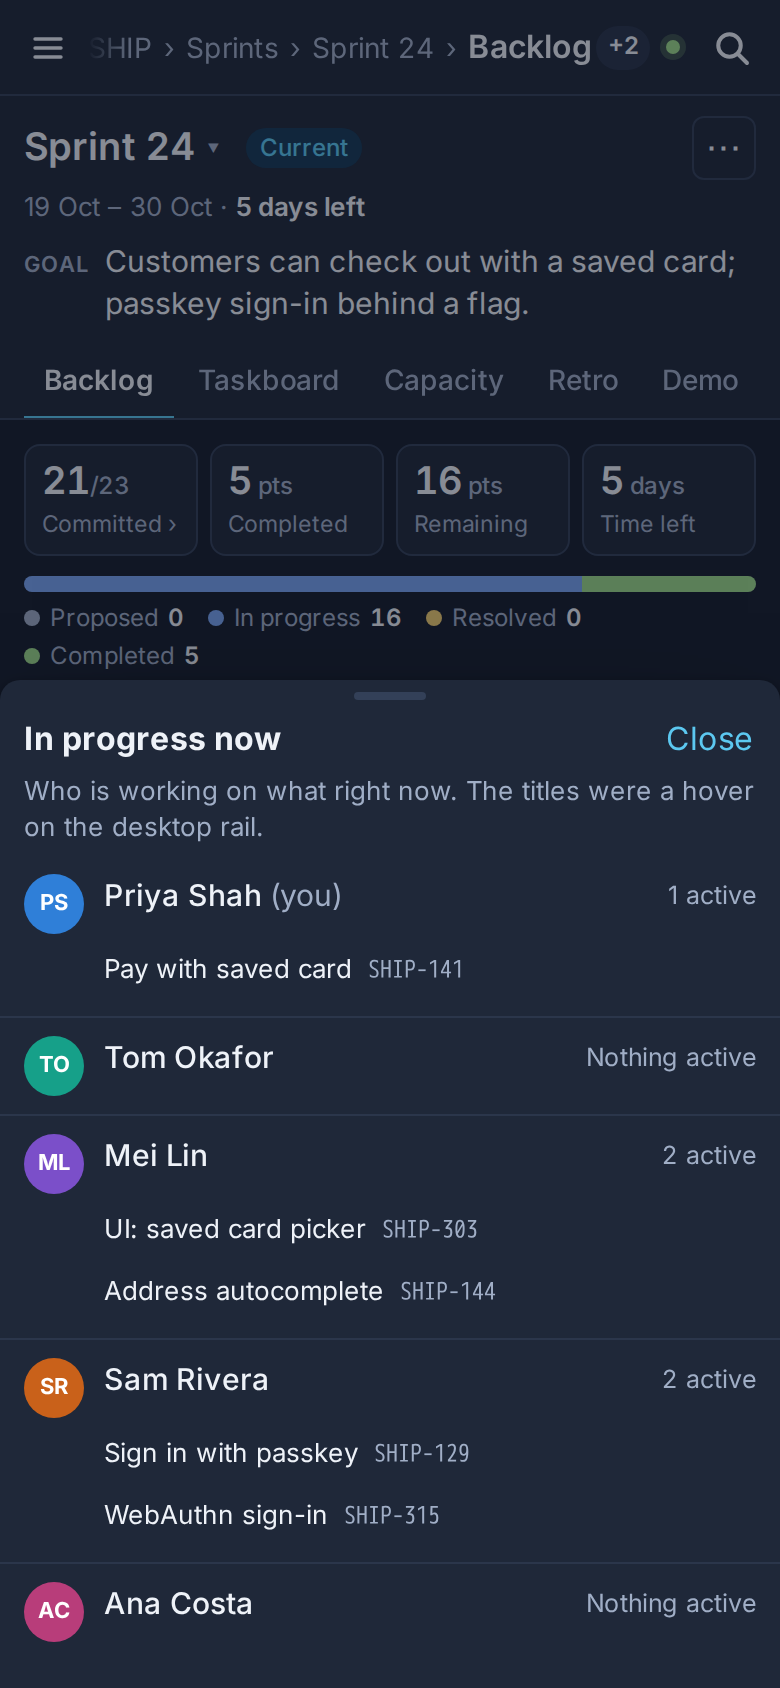 SHIP › Sprints › Sprint 24 › Backlog +2
Sprint 24 ▾ Current ...
19 Oct – 30 Oct · 5 days left
GOAL Customers can check out with a saved card;
passkey sign-in behind a flag.
Backlog Taskboard Capacity Retro Demo
21/23 5 pts 16 pts 5 days
Committed › Completed Remaining Time left
Proposed 0 In progress 16 Resolved 0
Completed 5
In progress now Close
Who is working on what right now. The titles were a hover
on the desktop rail.
PS Priya Shah (you) 1 active
Pay with saved card SHIP-141
TO Tom Okafor Nothing active
ML Mei Lin 2 active
UI: saved card picker SHIP-303
Address autocomplete SHIP-144
SR Sam Rivera 2 active
Sign in with passkey SHIP-129
WebAuthn sign-in SHIP-315
AC Ana Costa Nothing active